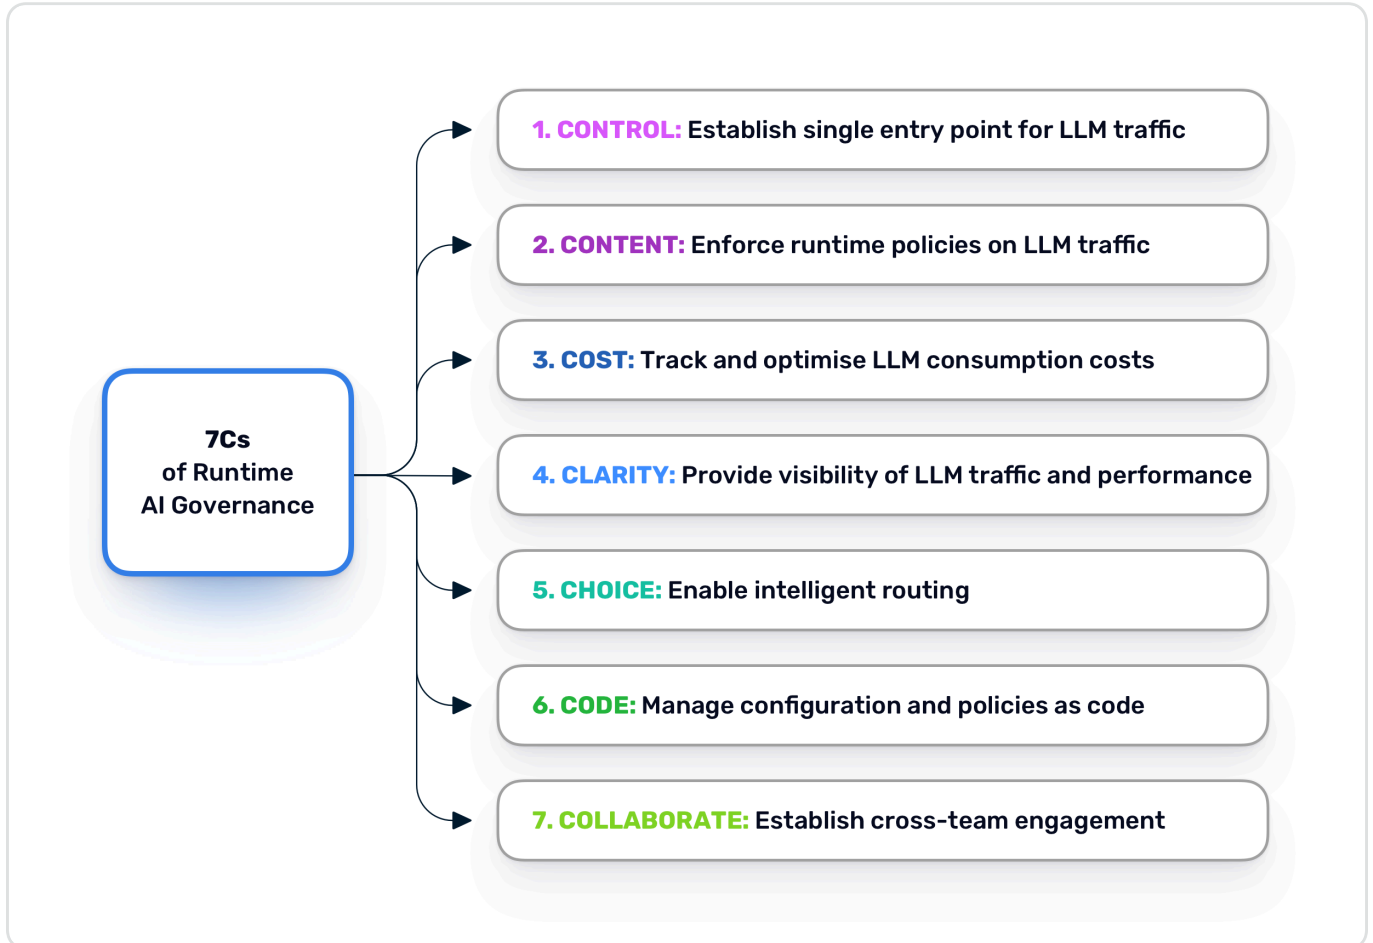 7Cs
of Runtime
AI Governance
1. CONTROL: Establish single entry point for LLM traffic
2. CONTENT: Enforce runtime policies on LLM traffic
3. COST: Track and optimise LLM consumption costs
4. CLARITY: Provide visibility of LLM traffic and performance
5. CHOICE: Enable intelligent routing
6. CODE: Manage configuration and policies as code
7. COLLABORATE: Establish cross-team engagement